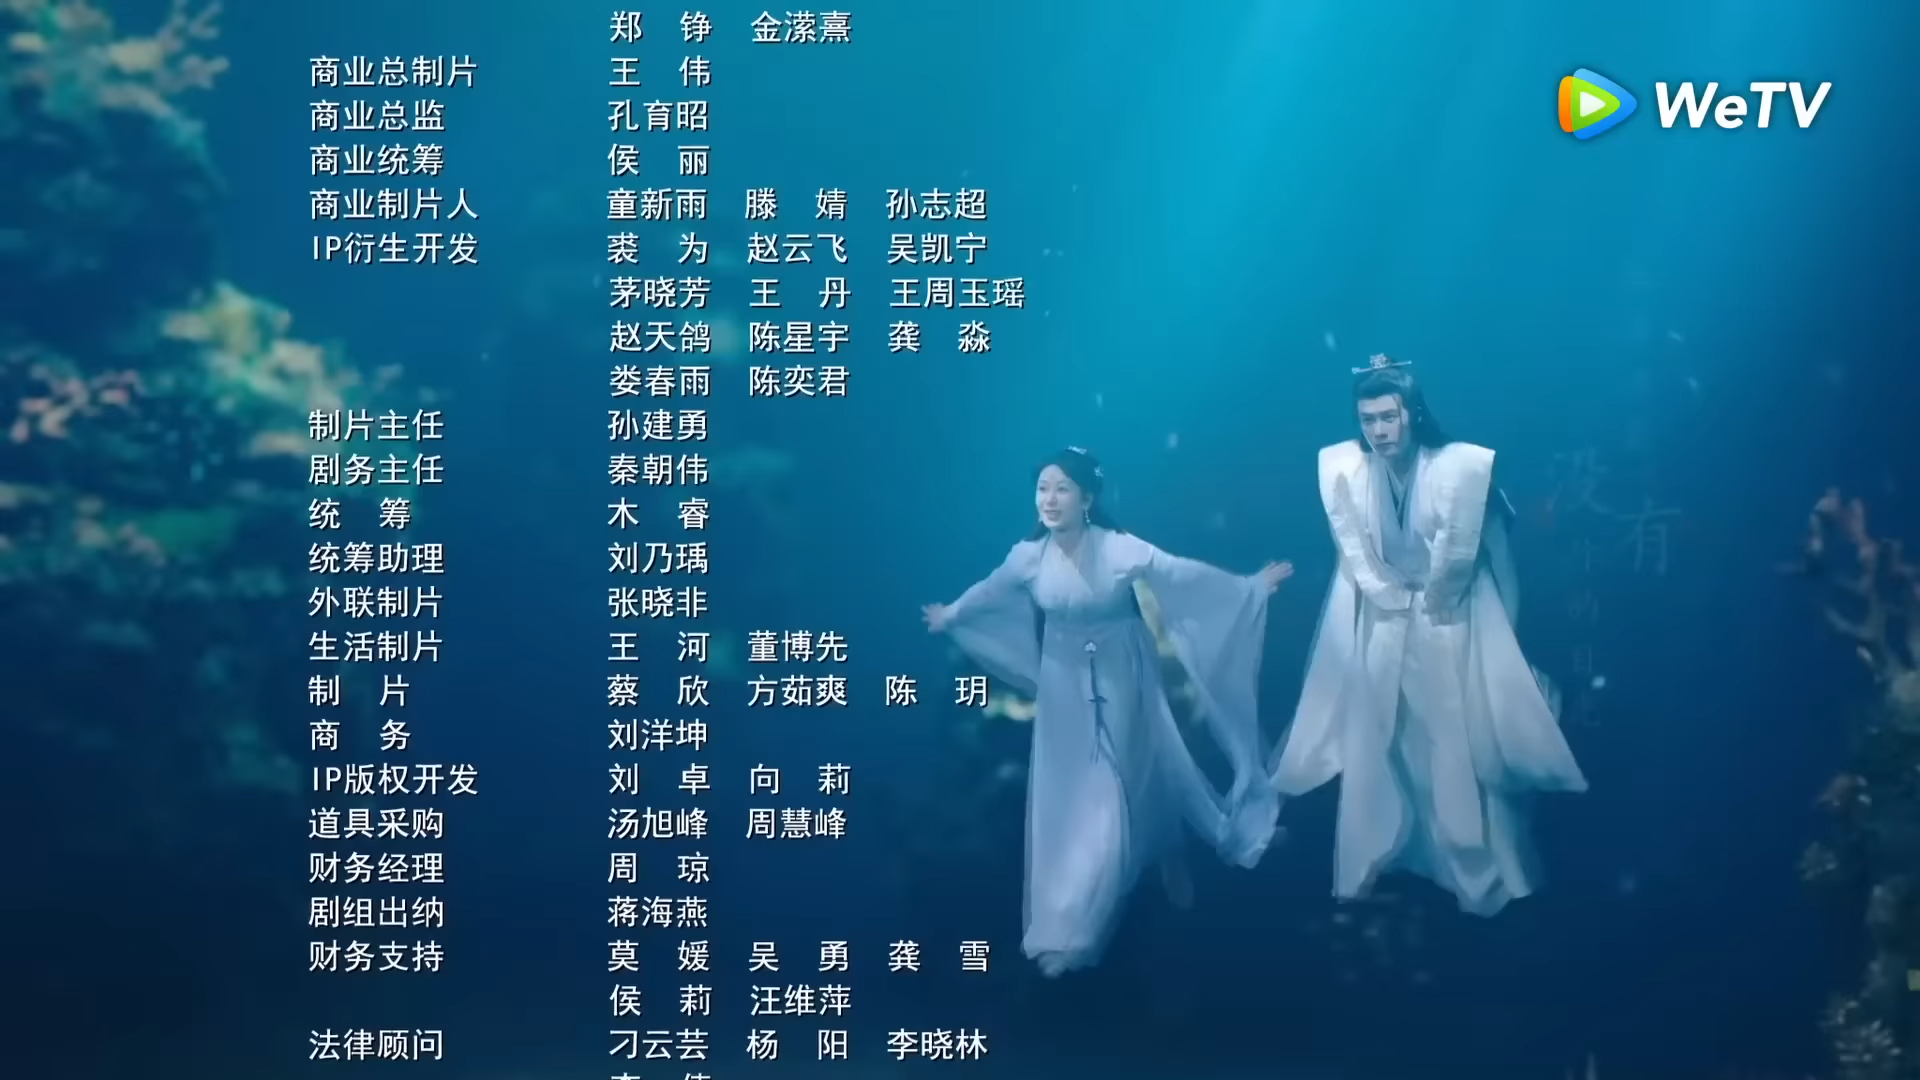 郑 铮 金潆熹
商业总制片 王 伟
WeTV
商业总监 孔育昭
商业统筹 侯 丽
商业制片人 童新雨 滕 婧 孙志超
IP衍生开发 裘 为 赵云飞 吴凯宁
茅晓芳 王 丹 王周玉瑶
赵天鸽 陈星宇 龚 淼
娄春雨 陈奕君
制片主任 孙建勇
剧务主任 秦朝伟
统 筹 木 睿
没有
统筹助理 刘乃瑀
外联制片 张晓非
生活制片 王 河 董博先
制 片 蔡 欣 方茹爽 陈 玥
商 务 刘洋坤
IP版权开发 刘 卓 向 莉
道具采购 汤旭峰 周慧峰
财务经理 周 琼
剧组出纳 蒋海燕
财务支持 莫 媛 吴 勇 龚 雪
侯 莉 汪维萍
法律顾问 刁云芸 杨 阳 李晓林